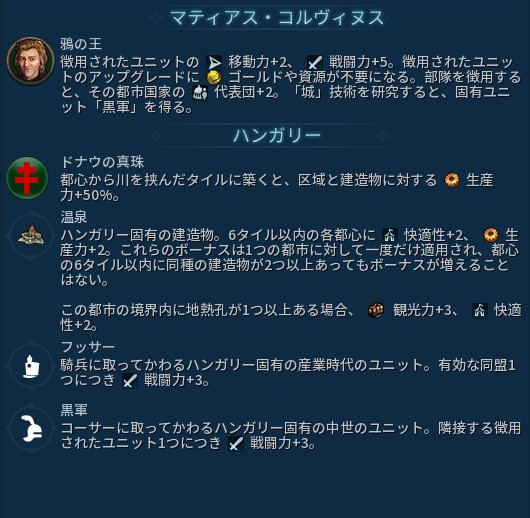 マティアス・コルヴィヌス
鴉の王
徴用されたユニットの 移動力+2、 戦闘力+5。徴用されたユニッ
トのアップグレードに ゴールドや資源が不要になる。部隊を徴用する
と、その都市国家の 代表団+2。「城」技術を研究すると、固有ユニ
ット「黒軍」を得る。
ハンガリー
ドナウの真珠
都心から川を挟んだタイルに築くと、区域と建造物に対する 生産
力+50%。
温泉
ハンガリー固有の建造物。6タイル以内の各都心に 快適性+2、 生
産力+2。これらのボーナスは1つの都市に対して一度だけ適用され、都心
の6タイル以内に同種の建造物が2つ以上あってもボーナスが増えること
はない。
この都市の境界内に地熱孔が1つ以上ある場合、 観光力+3、 快適
性+2。
フッサー
騎兵に取ってかわるハンガリー固有の産業時代のユニット。有効な同盟1
つにつき 戦闘力+3。
黒軍
コーサーに取ってかわるハンガリー固有の中世のユニット。隣接する徴用
されたユニット1つにつき 戦闘力+3。